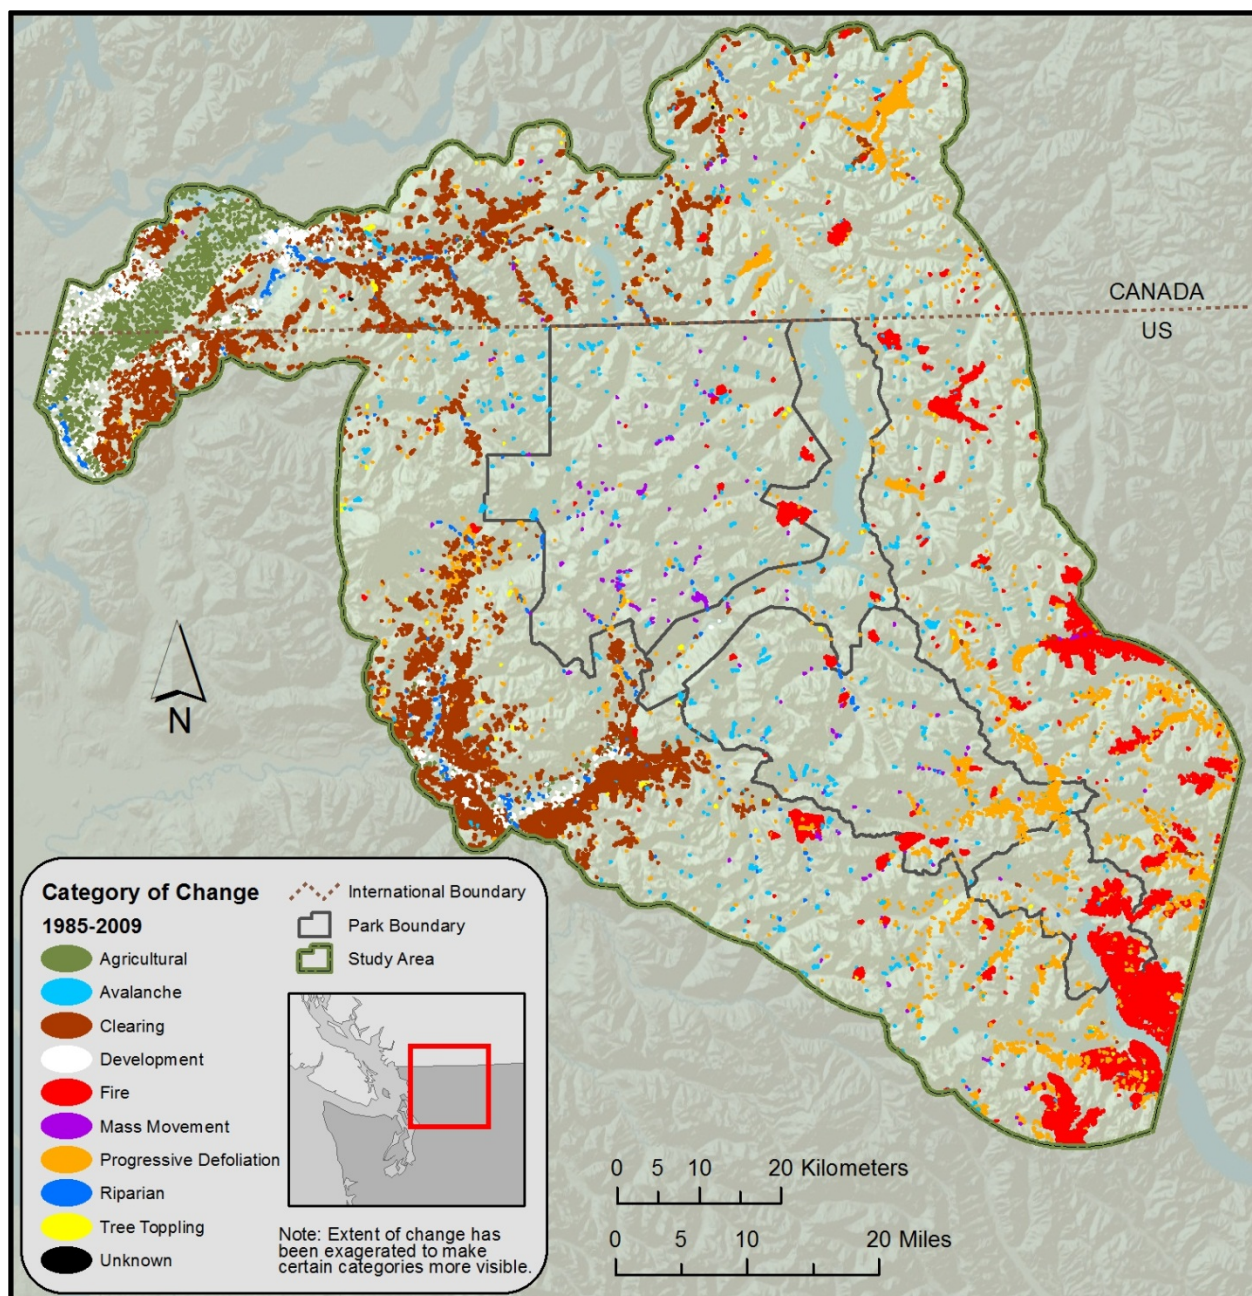 CANADA
US
N
Category of Change
1985-2009
Agricultural
Avalanche
Clearing
Development
Fire
Mass Movement
Progressive Defoliation
Riparian
Tree Toppling
Unknown
International Boundary
Park Boundary
Study Area
Note: Extent of change has
been exagerated to make
certain categories more visible.
0 5 10 20 Kilometers
0 5 10 20 Miles